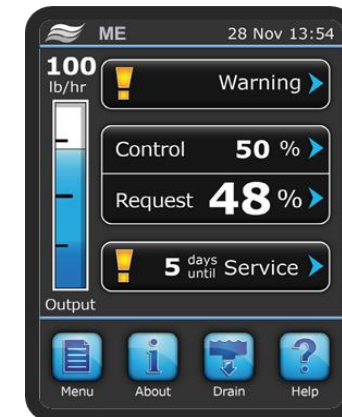 ME 28 Nov 13:54
100
lb/hr
Warning
Control 50 %
Request 48 %
5 days until Service
Output
Menu About Drain Help